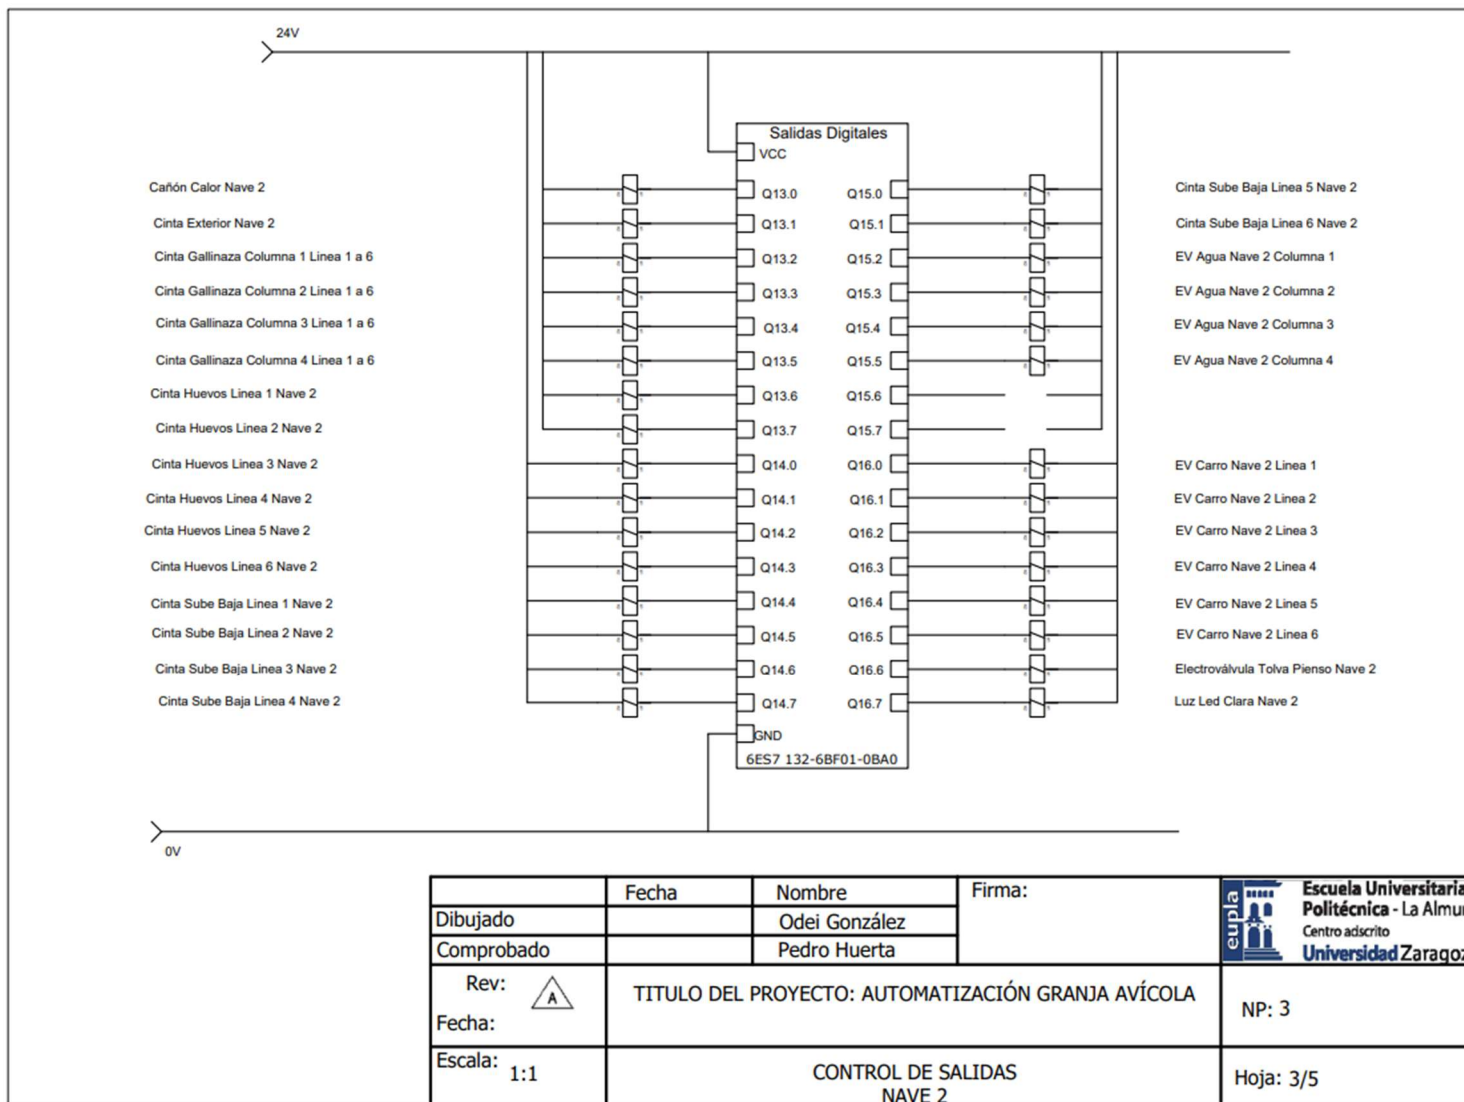 24V
Salidas Digitales
VCC
Cañón Calor Nave 2 Q13.0 Q15.0 Cinta Sube Baja Linea 5 Nave 2
Cinta Exterior Nave 2 Q13.1 Q15.1 Cinta Sube Baja Linea 6 Nave 2
Cinta Gallinaza Columna 1 Linea 1 a 6 Q13.2 Q15.2 EV Agua Nave 2 Columna 1
Cinta Gallinaza Columna 2 Linea 1 a 6 Q13.3 Q15.3 EV Agua Nave 2 Columna 2
Cinta Gallinaza Columna 3 Linea 1 a 6 Q13.4 Q15.4 EV Agua Nave 2 Columna 3
Cinta Gallinaza Columna 4 Linea 1 a 6 Q13.5 Q15.5 EV Agua Nave 2 Columna 4
Cinta Huevos Linea 1 Nave 2 Q13.6 Q15.6
Cinta Huevos Linea 2 Nave 2 Q13.7 Q15.7
Cinta Huevos Linea 3 Nave 2 Q14.0 Q16.0 EV Carro Nave 2 Linea 1
Cinta Huevos Linea 4 Nave 2 Q14.1 Q16.1 EV Carro Nave 2 Linea 2
Cinta Huevos Linea 5 Nave 2 Q14.2 Q16.2 EV Carro Nave 2 Linea 3
Cinta Huevos Linea 6 Nave 2 Q14.3 Q16.3 EV Carro Nave 2 Linea 4
Cinta Sube Baja Linea 1 Nave 2 Q14.4 Q16.4 EV Carro Nave 2 Linea 5
Cinta Sube Baja Linea 2 Nave 2 Q14.5 Q16.5 EV Carro Nave 2 Linea 6
Cinta Sube Baja Linea 3 Nave 2 Q14.6 Q16.6 Electroválvula Tolva Pienso Nave 2
Cinta Sube Baja Linea 4 Nave 2 Q14.7 Q16.7 Luz Led Clara Nave 2
GND
6ES7 132-6BF01-0BA0
0V
Fecha Nombre Firma:
Dibujado Odei González
Comprobado Pedro Huerta
eupla
Escuela Universitaria
Politécnica - La Almu
Centro adscrito
Universidad Zaragoz
Rev: A
Fecha:
TITULO DEL PROYECTO: AUTOMATIZACIÓN GRANJA AVÍCOLA
NP: 3
Escala: 1:1
CONTROL DE SALIDAS
NAVE 2
Hoja: 3/5